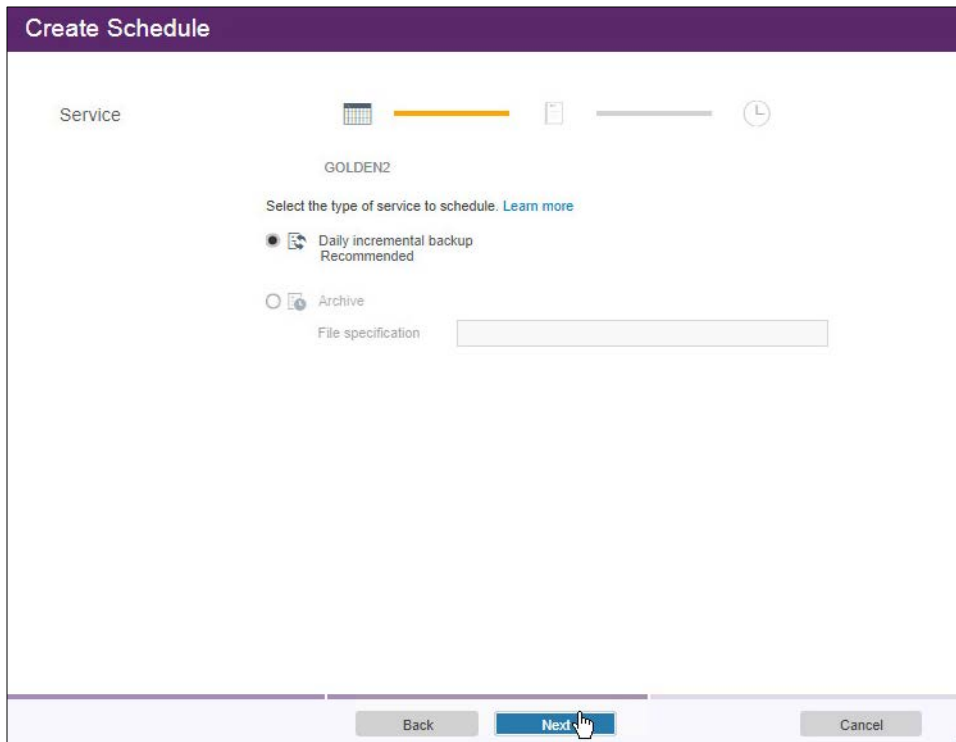 Create Schedule
Service
GOLDEN2
Select the type of service to schedule. Learn more
Daily incremental backup
Recommended
Archive
File specification
Back
Next
Cancel